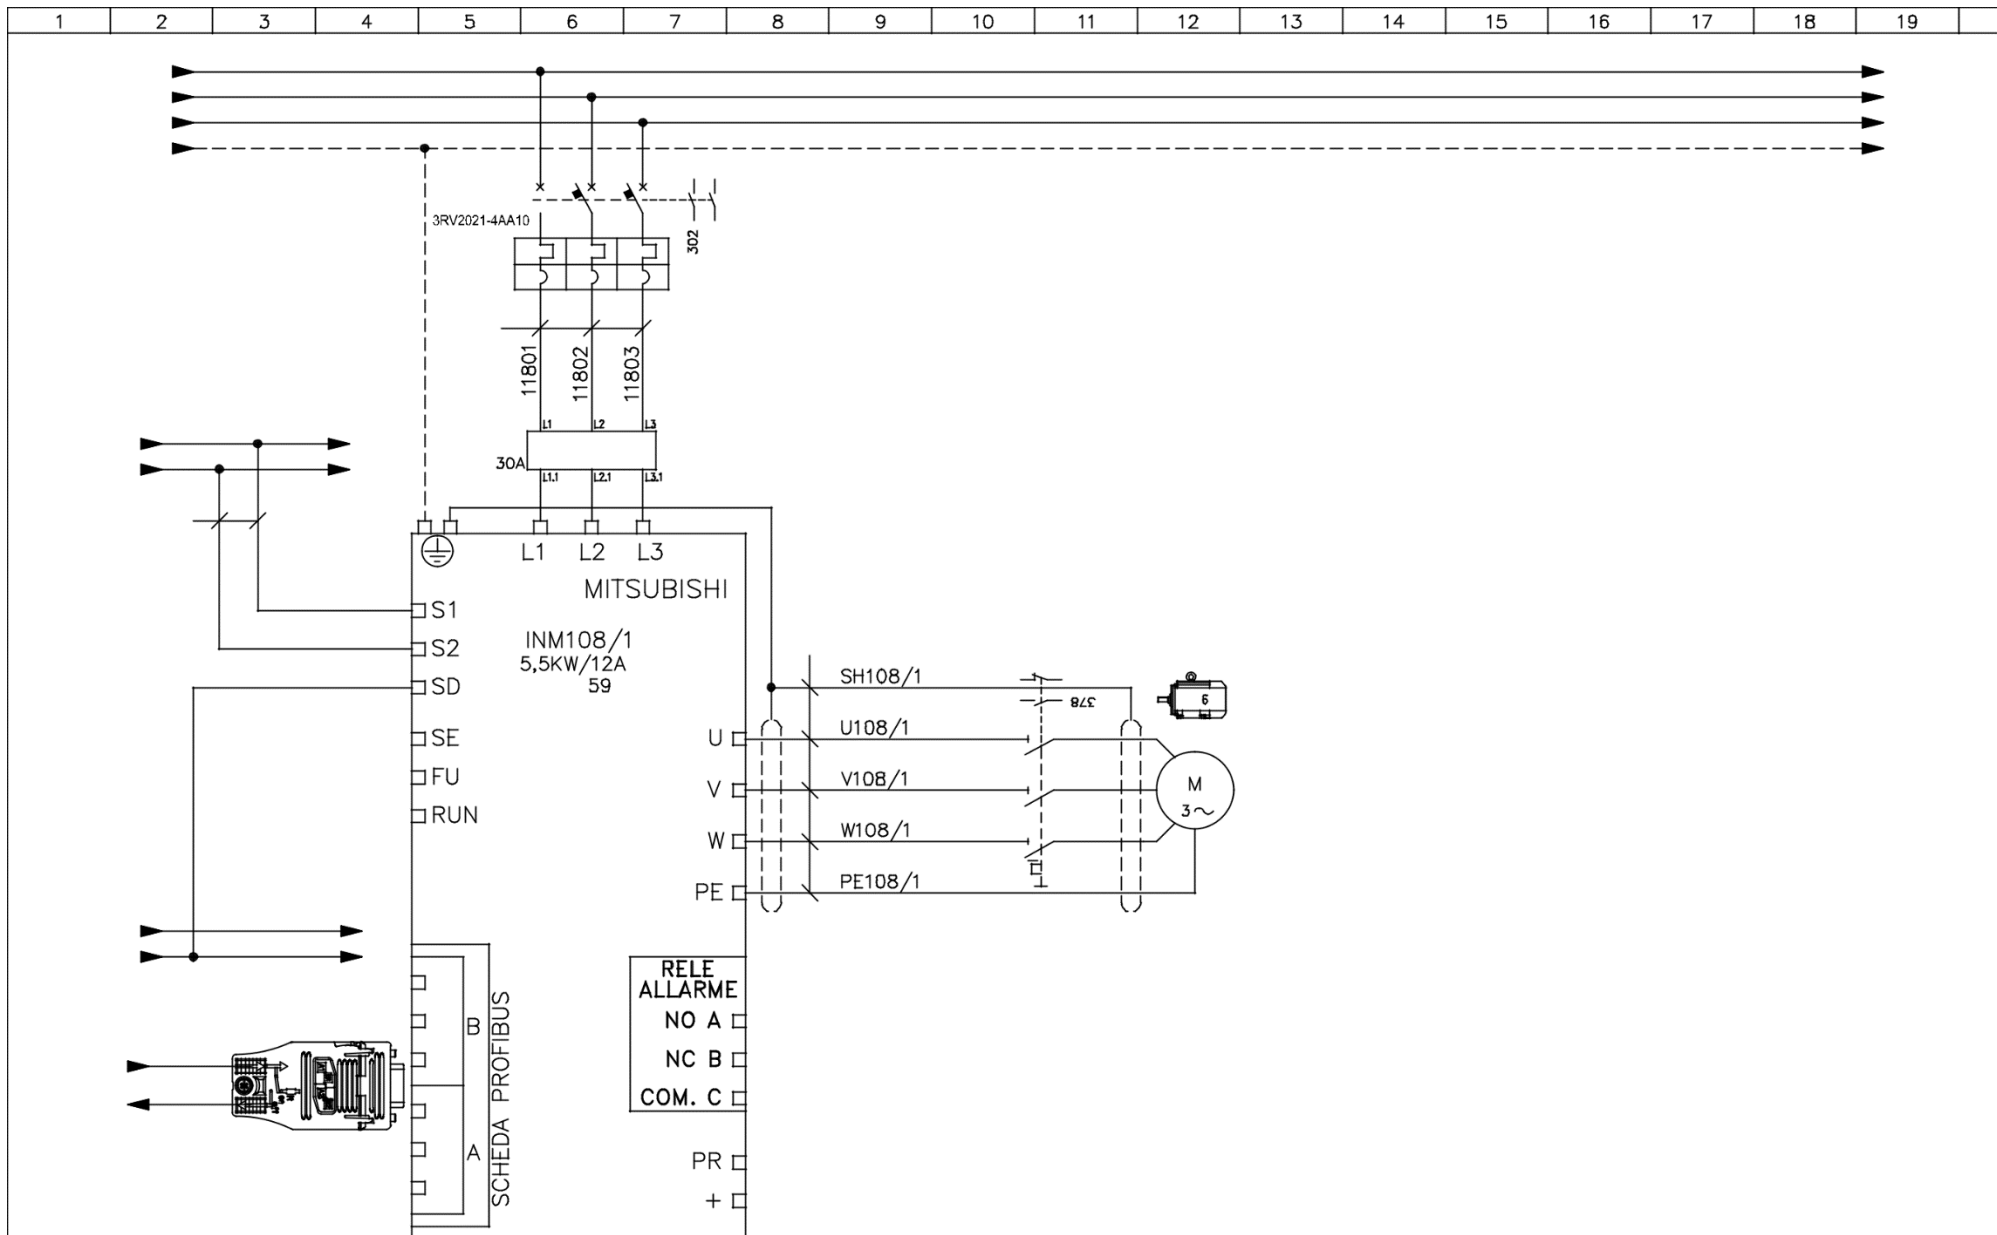 1 2 3 4 5 6 7 8 9 10 11 12 13 14 15 16 17 18 19
3RV2021-4AA10
302
11801 11802 11803
L1 L2 L3
30A
L1.1 L2.1 L3.1
L1 L2 L3
MITSUBISHI
S1
INM108/1
S2
5,5KW/12A
59
SD
SE
FU
RUN
SH108/1
378
6
U
U108/1
V
V108/1
M
3~
W
W108/1
PE
PE108/1
RELE
ALLARME
NO A
NC B
COM. C
PR
+
B
A
SCHEDA PROFIBUS